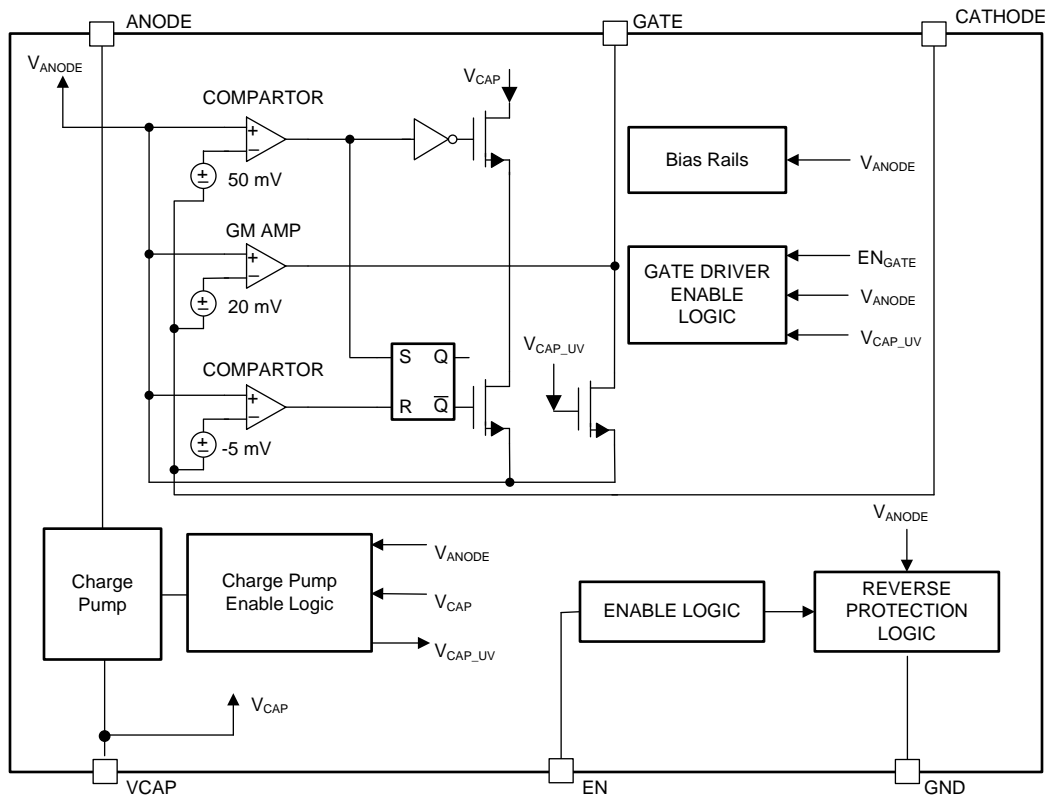 ANODE
GATE
CATHODE
VANODE
VCAP
COMPARTOR
+
−
50 mV
Bias Rails
VANODE
GM AMP
+
−
20 mV
GATE DRIVER
ENABLE
LOGIC
ENGATE
VANODE
VCAP_UV
VCAP_UV
COMPARTOR
+
−
-5 mV
S Q
R Q̅
VANODE
Charge
Pump
Charge Pump
Enable Logic
VANODE
VCAP
VCAP_UV
ENABLE LOGIC
REVERSE
PROTECTION
LOGIC
VCAP
VCAP
EN
GND